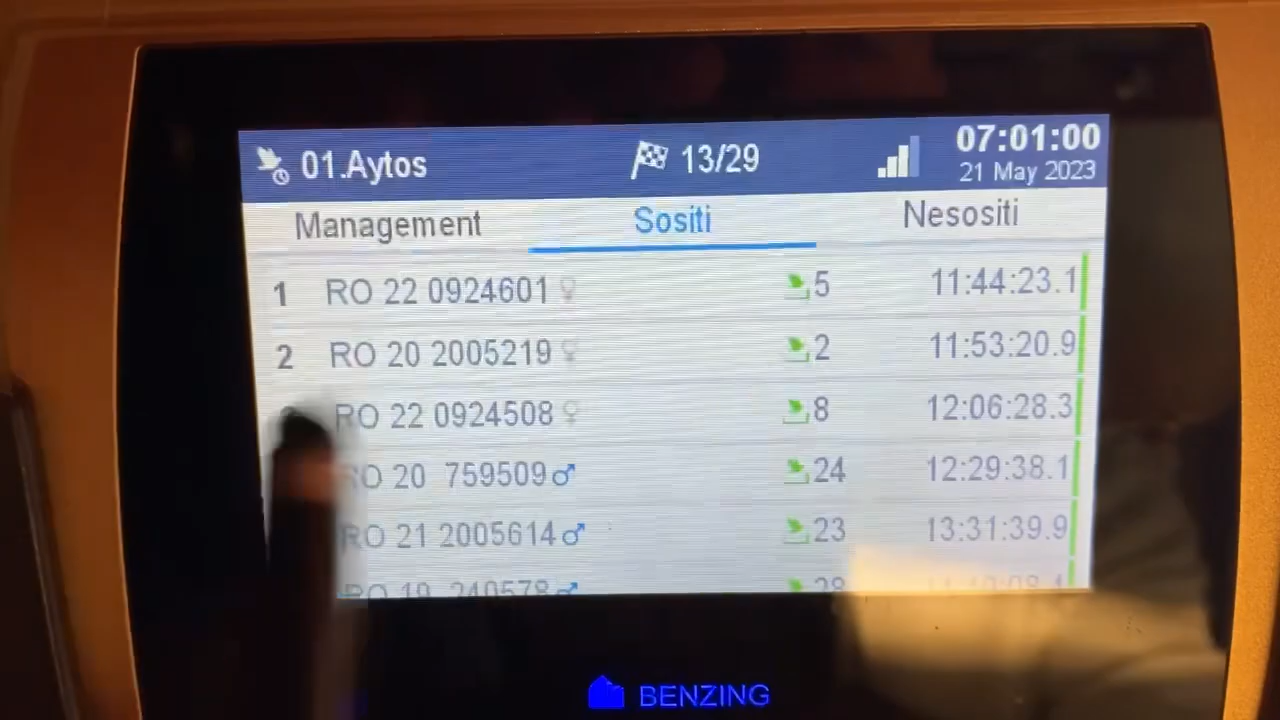 01.Aytos 13/29 07:01:00
21 May 2023
Management Sositi Nesositi
1 RO 22 0924601 ♀ 5 11:44:23.1
2 RO 20 2005219 ♀ 2 11:53:20.9
RO 22 0924508 ♀ 8 12:06:28.3
RO 20 759509 ♂ 24 12:29:38.1
RO 21 2005614 ♂ 23 13:31:39.9
RO 19 240578 ♂ 28
BENZING